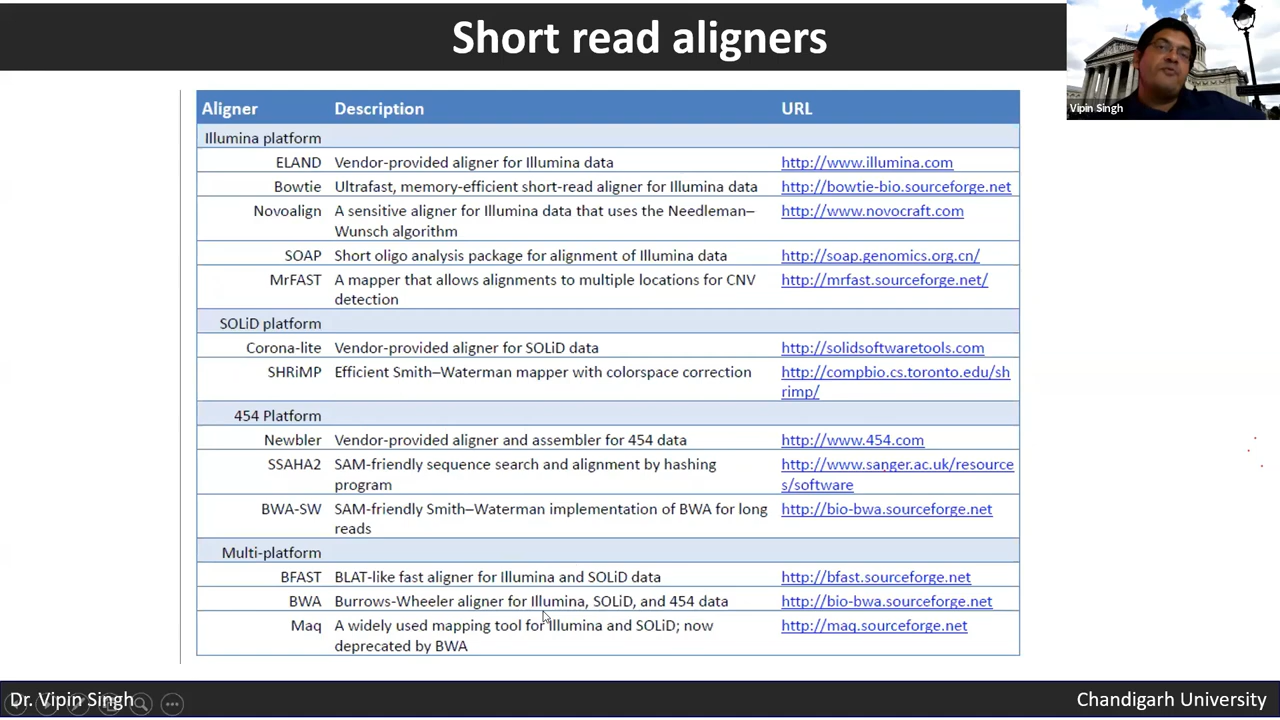 Short read aligners
Vipin Singh
Aligner Description URL
Illumina platform
ELAND Vendor-provided aligner for Illumina data http://www.illumina.com
Bowtie Ultrafast, memory-efficient short-read aligner for Illumina data http://bowtie-bio.sourceforge.net
Novoalign A sensitive aligner for Illumina data that uses the Needleman– http://www.novocraft.com
Wunsch algorithm
SOAP Short oligo analysis package for alignment of Illumina data http://soap.genomics.org.cn/
MrFAST A mapper that allows alignments to multiple locations for CNV http://mrfast.sourceforge.net/
detection
SOLiD platform
Corona-lite Vendor-provided aligner for SOLiD data http://solidsoftwaretools.com
SHRiMP Efficient Smith–Waterman mapper with colorspace correction http://compbio.cs.toronto.edu/sh
rimp/
454 Platform
Newbler Vendor-provided aligner and assembler for 454 data http://www.454.com
SSAHA2 SAM-friendly sequence search and alignment by hashing http://www.sanger.ac.uk/resource
program s/software
BWA-SW SAM-friendly Smith–Waterman implementation of BWA for long http://bio-bwa.sourceforge.net
reads
Multi-platform
BFAST BLAT-like fast aligner for Illumina and SOLiD data http://bfast.sourceforge.net
BWA Burrows-Wheeler aligner for Illumina, SOLiD, and 454 data http://bio-bwa.sourceforge.net
Maq A widely used mapping tool for Illumina and SOLiD; now http://maq.sourceforge.net
deprecated by BWA
Dr. Vipin Singh Chandigarh University